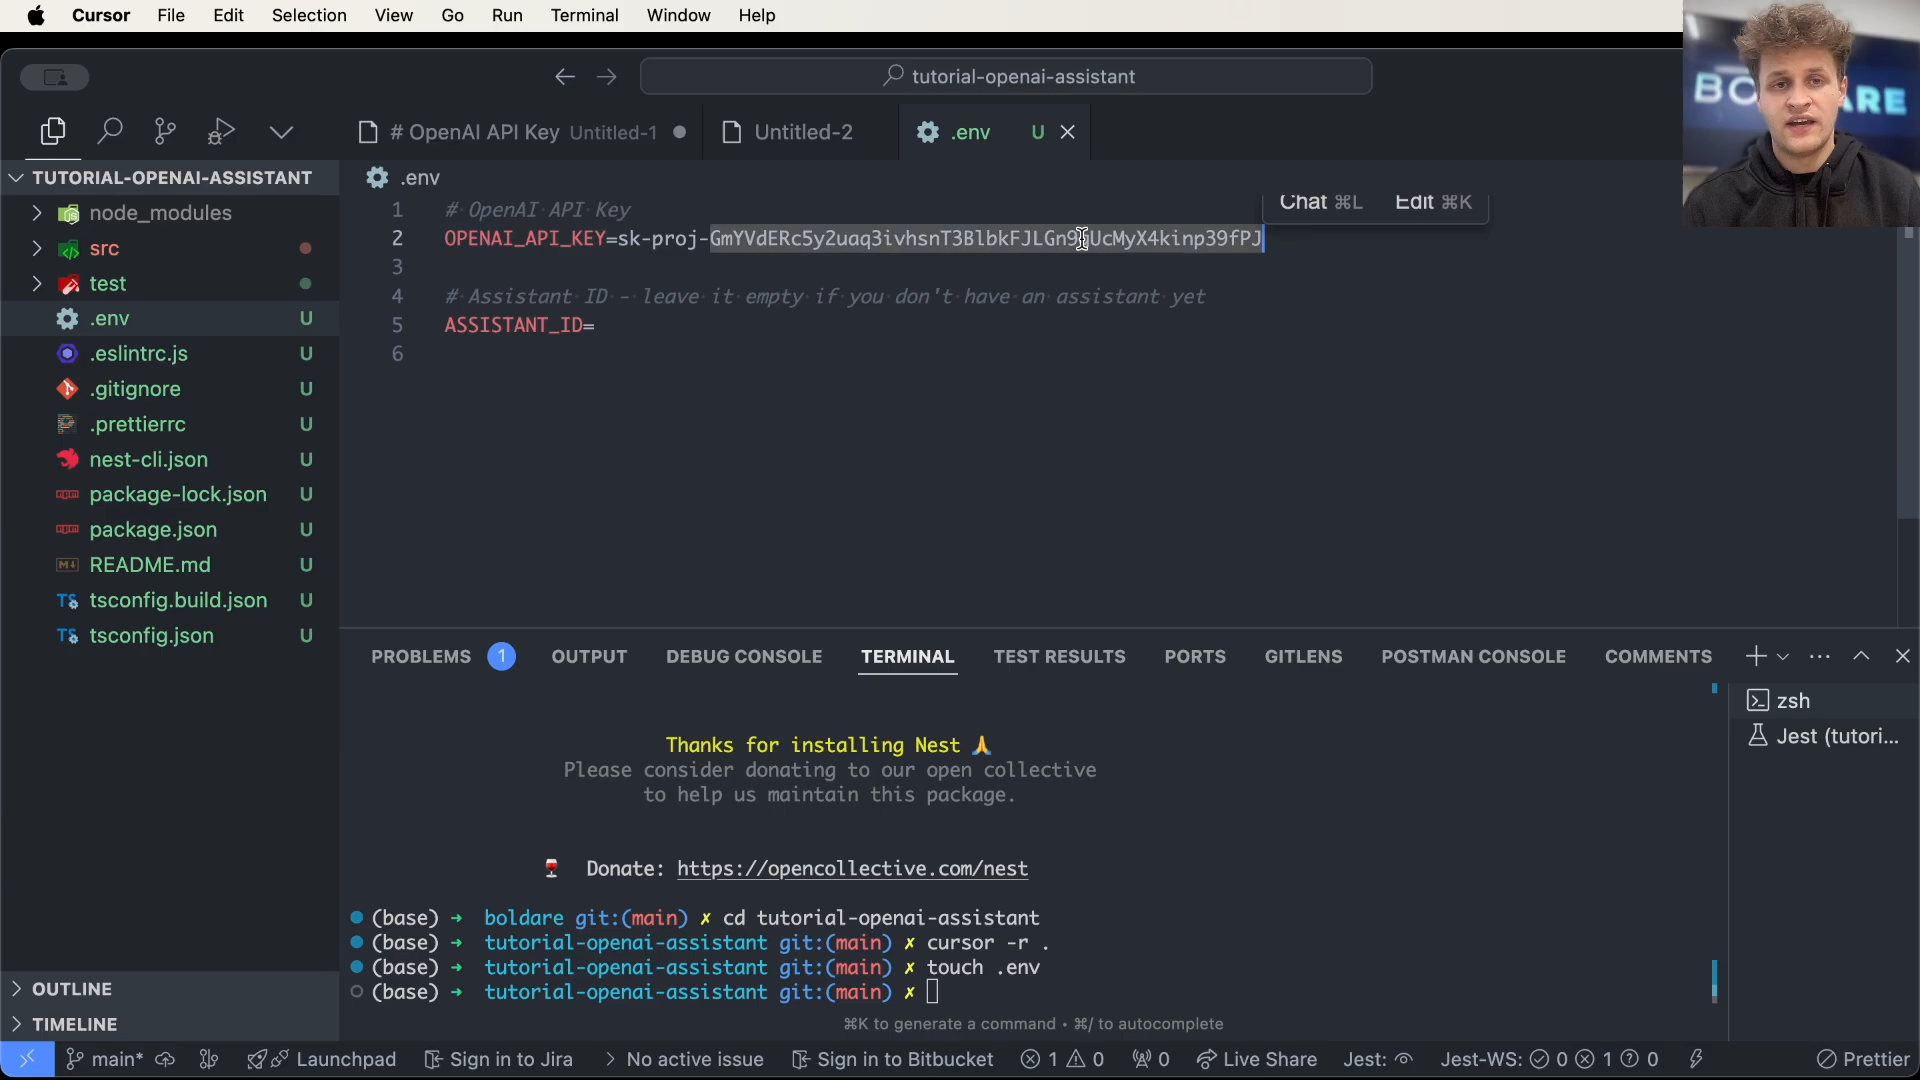 Cursor File Edit Selection View Go Run Terminal Window Help
tutorial-openai-assistant
# OpenAI API Key Untitled-1
Untitled-2
.env U
TUTORIAL-OPENAI-ASSISTANT
node_modules
src
test
.env U
.eslintrc.js U
.gitignore U
.prettierrc U
nest-cli.json U
package-lock.json U
package.json U
README.md U
tsconfig.build.json U
tsconfig.json U
OUTLINE
TIMELINE
.env
Chat ⌘L Edit ⌘K
1 # OpenAI API Key
2 OPENAI_API_KEY=sk-proj-
3
4 # Assistant ID - leave it empty if you don't have an assistant yet
5 ASSISTANT_ID=
6
PROBLEMS 1 OUTPUT DEBUG CONSOLE TERMINAL TEST RESULTS PORTS GITLENS POSTMAN CONSOLE COMMENTS
zsh
Jest (tutori...
Thanks for installing Nest 🙏
Please consider donating to our open collective
to help us maintain this package.
🍷 Donate: https://opencollective.com/nest
(base) → boldare git:(main) ✗ cd tutorial-openai-assistant
(base) → tutorial-openai-assistant git:(main) ✗ cursor -r .
(base) → tutorial-openai-assistant git:(main) ✗ touch .env
(base) → tutorial-openai-assistant git:(main) ✗
⌘K to generate a command • ⌘/ to autocomplete
main* Launchpad Sign in to Jira No active issue Sign in to Bitbucket 1 0 0 Live Share Jest: Jest-WS: 0 1 0 Prettier